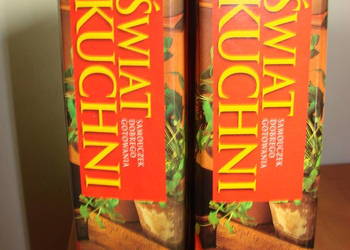 ŚWIAT
KUCHNI
SAMOUCZEK
DOBREGO
GOTOWANIA
ŚWIAT
KUCHNI
SAMOUCZEK
DOBREGO
GOTOWANIA